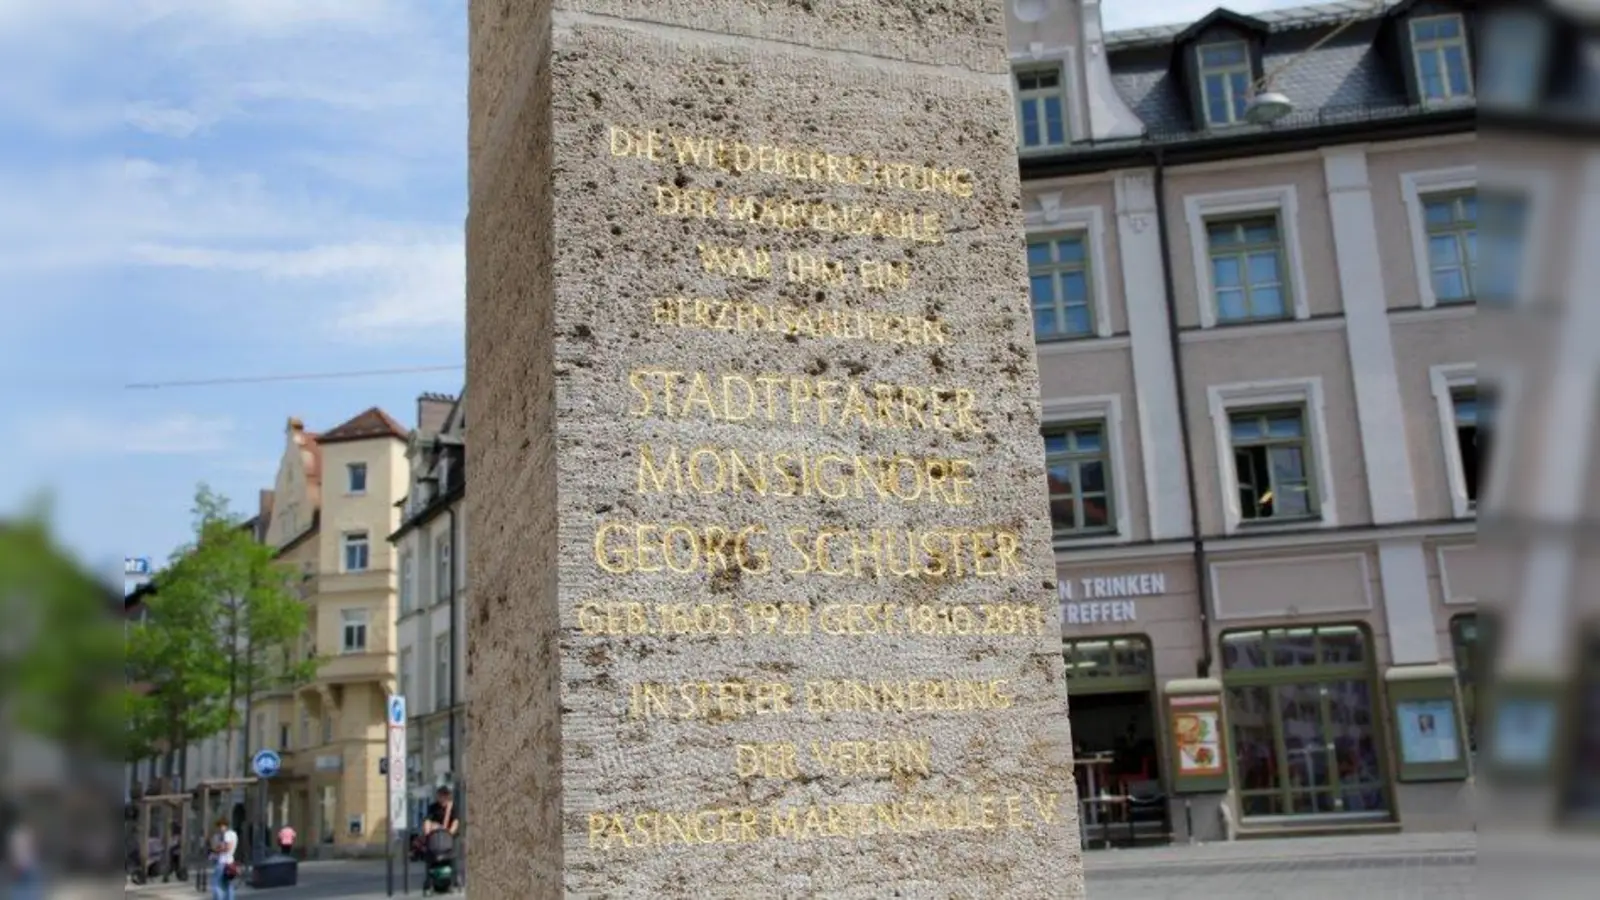 DIE WIEDERERRICHTUNG
DER MARIENSÄULE
WAR IHM EIN
HERZENSANLIEGEN
STADTPFARRER
MONSIGNORE
GEORG SCHUSTER
GEB. 16.05.1921 GEST. 18.10.2011
IN STETER ERINNERUNG
DER VEREIN
PASINGER MARIENSÄULE E.V.
N TRINKEN
TREFFEN